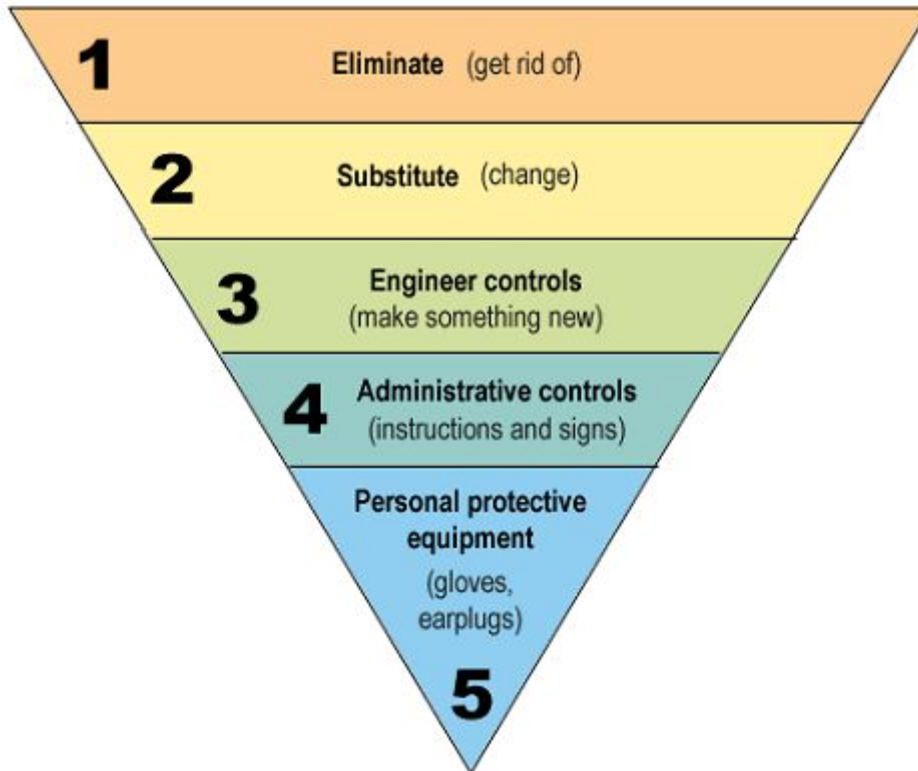 1 Eliminate (get rid of)
2 Substitute (change)
3 Engineer controls
(make something new)
4 Administrative controls
(instructions and signs)
Personal protective
equipment
(gloves,
earplugs)
5